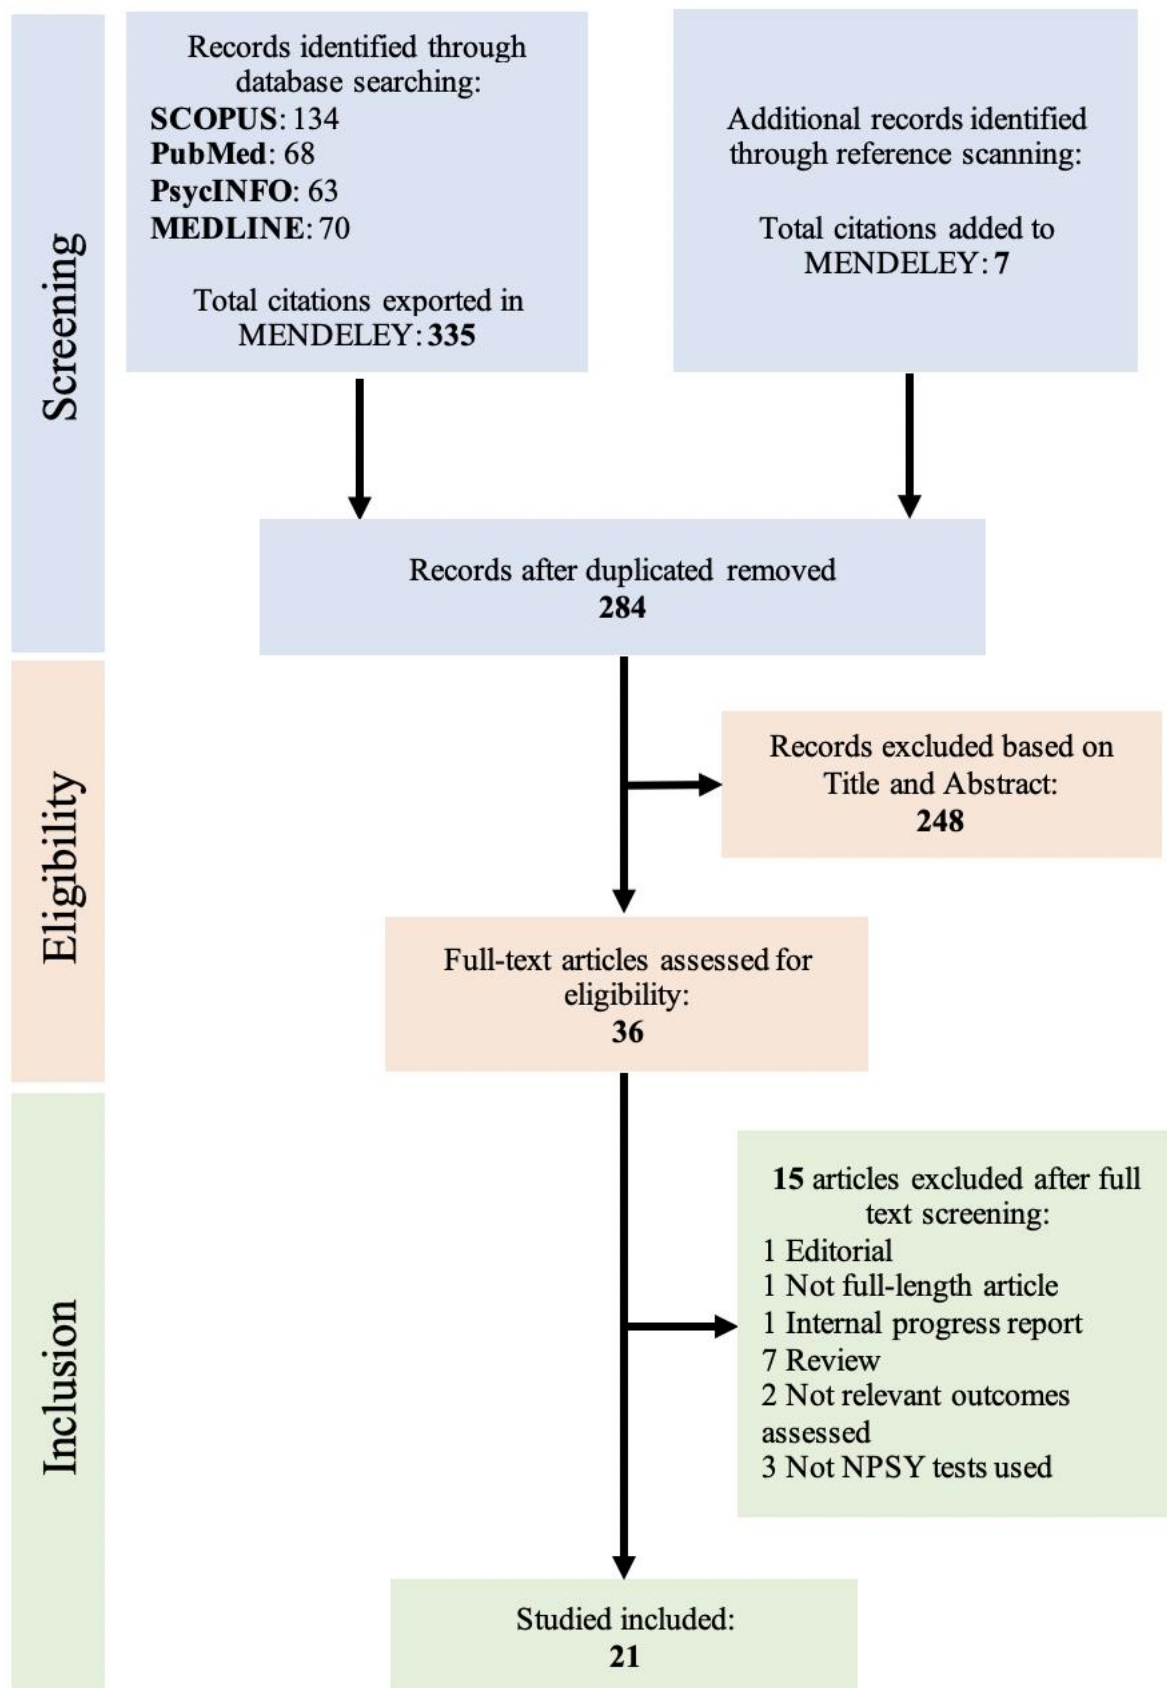 Screening
Records identified through
database searching:
SCOPUS: 134
PubMed: 68
PsycINFO: 63
MEDLINE: 70
Total citations exported in
MENDELEY: 335
Additional records identified
through reference scanning:
Total citations added to
MENDELEY: 7
Records after duplicated removed
284
Eligibility
Records excluded based on
Title and Abstract:
248
Full-text articles assessed for
eligibility:
36
Inclusion
15 articles excluded after full
text screening:
1 Editorial
1 Not full-length article
1 Internal progress report
7 Review
2 Not relevant outcomes
assessed
3 Not NPSY tests used
Studied included:
21